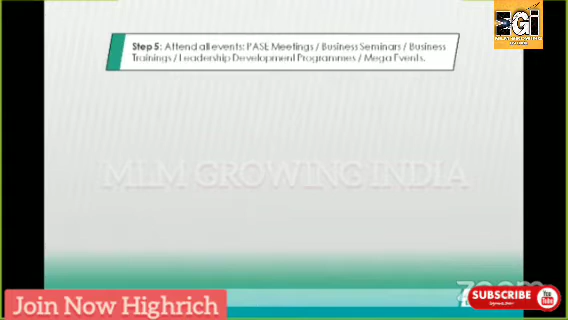 Step 5: Attend all events: PASE Meetings / Business Seminars / Business
Trainings / Leadership Development Programmes / Mega Events.
MLM GROWING INDIA
zoom
SUBSCRIBE
Join Now Highrich